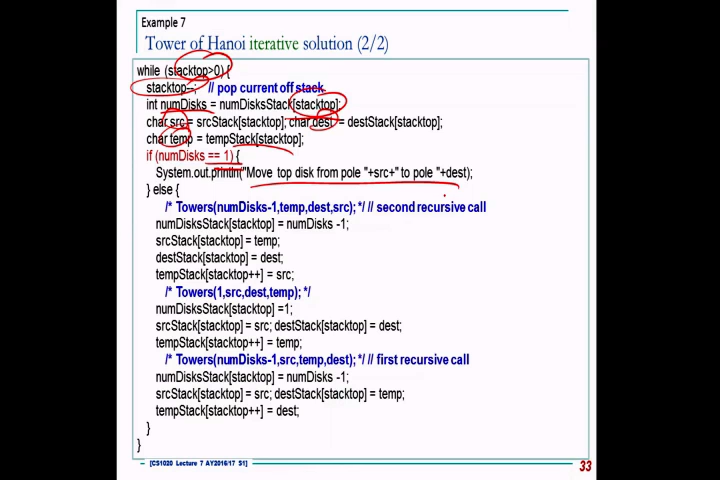 Example 7
Tower of Hanoi iterative solution (2/2)
while (stacktop>0) {
stacktop--; // pop current off stack
int numDisks = numDisksStack[stacktop];
char src = srcStack[stacktop]; char dest = destStack[stacktop];
char temp = tempStack[stacktop];
if (numDisks == 1) {
System.out.println("Move top disk from pole "+src+" to pole "+dest);
} else {
/* Towers(numDisks-1,temp,dest,src); */ // second recursive call
numDisksStack[stacktop] = numDisks -1;
srcStack[stacktop] = temp;
destStack[stacktop] = dest;
tempStack[stacktop++] = src;
/* Towers(1,src,dest,temp); */
numDisksStack[stacktop] =1;
srcStack[stacktop] = src; destStack[stacktop] = dest;
tempStack[stacktop++] = temp;
/* Towers(numDisks-1,src,temp,dest); */ // first recursive call
numDisksStack[stacktop] = numDisks -1;
srcStack[stacktop] = src; destStack[stacktop] = temp;
tempStack[stacktop++] = dest;
}
}
[CS1020 Lecture 7 AY2016/17 S1]
33